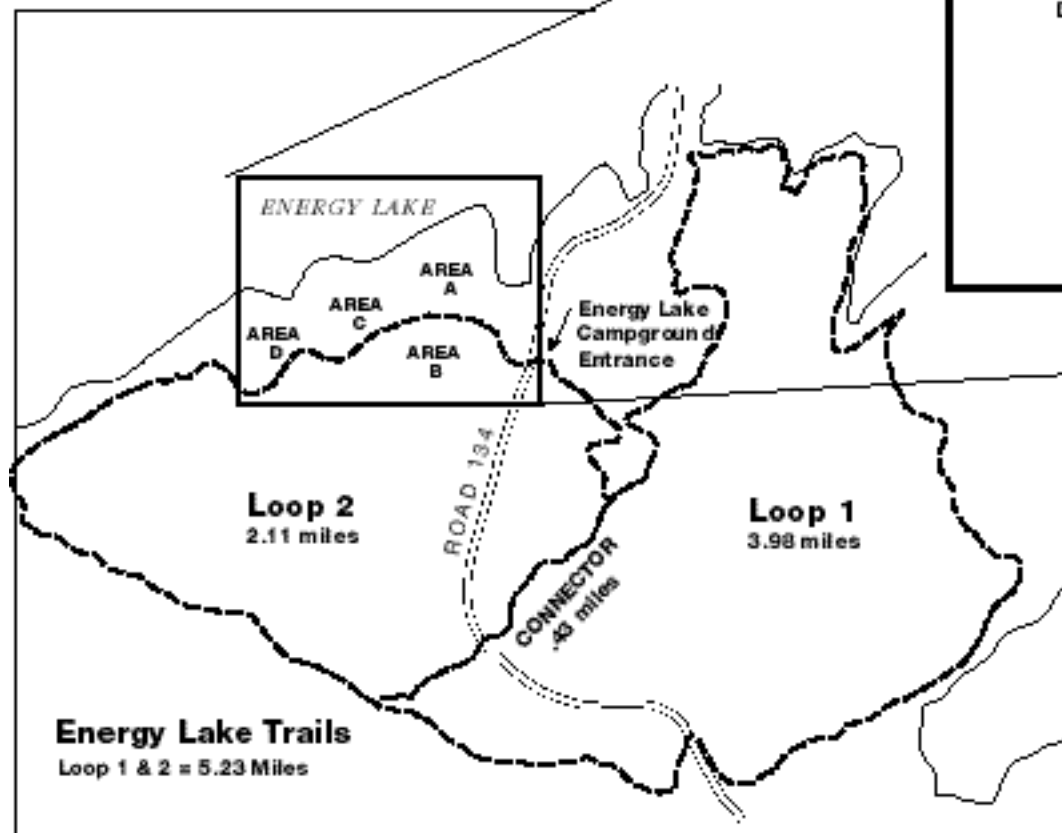 ENERGY LAKE
AREA
A
AREA
C
AREA
D
AREA
B
Energy Lake
Campground
Entrance
ROAD 134
Loop 2
2.11 miles
Loop 1
3.98 miles
CONNECTOR
.43 miles
Energy Lake Trails
Loop 1 & 2 = 5.23 Miles